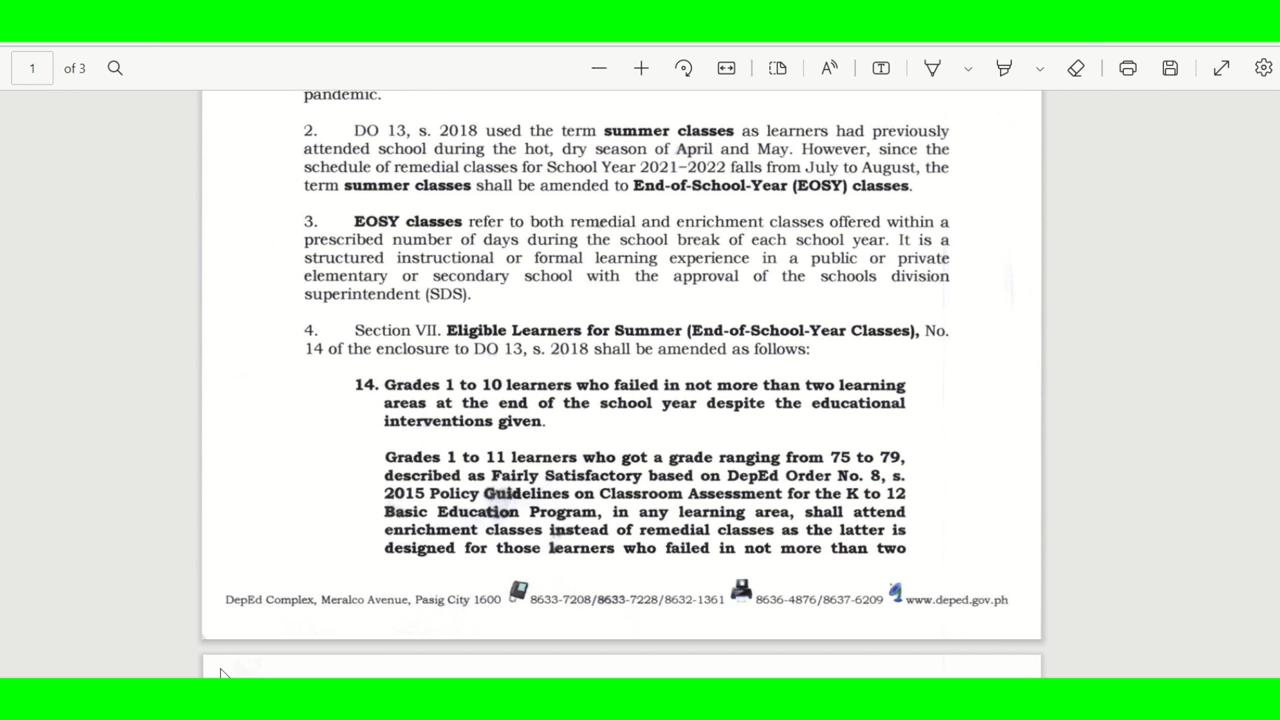 1 of 3
pandemic.
2. DO 13, s. 2018 used the term summer classes as learners had previously
attended school during the hot, dry season of April and May. However, since the
schedule of remedial classes for School Year 2021–2022 falls from July to August, the
term summer classes shall be amended to End-of-School-Year (EOSY) classes.
3. EOSY classes refer to both remedial and enrichment classes offered within a
prescribed number of days during the school break of each school year. It is a
structured instructional or formal learning experience in a public or private
elementary or secondary school with the approval of the schools division
superintendent (SDS).
4. Section VII. Eligible Learners for Summer (End-of-School-Year Classes), No.
14 of the enclosure to DO 13, s. 2018 shall be amended as follows:
14. Grades 1 to 10 learners who failed in not more than two learning
areas at the end of the school year despite the educational
interventions given.
Grades 1 to 11 learners who got a grade ranging from 75 to 79,
described as Fairly Satisfactory based on DepEd Order No. 8, s.
2015 Policy Guidelines on Classroom Assessment for the K to 12
Basic Education Program, in any learning area, shall attend
enrichment classes instead of remedial classes as the latter is
designed for those learners who failed in not more than two
DepEd Complex, Meralco Avenue, Pasig City 1600 8633-7208/8633-7228/8632-1361 8636-4876/8637-6209 www.deped.gov.ph